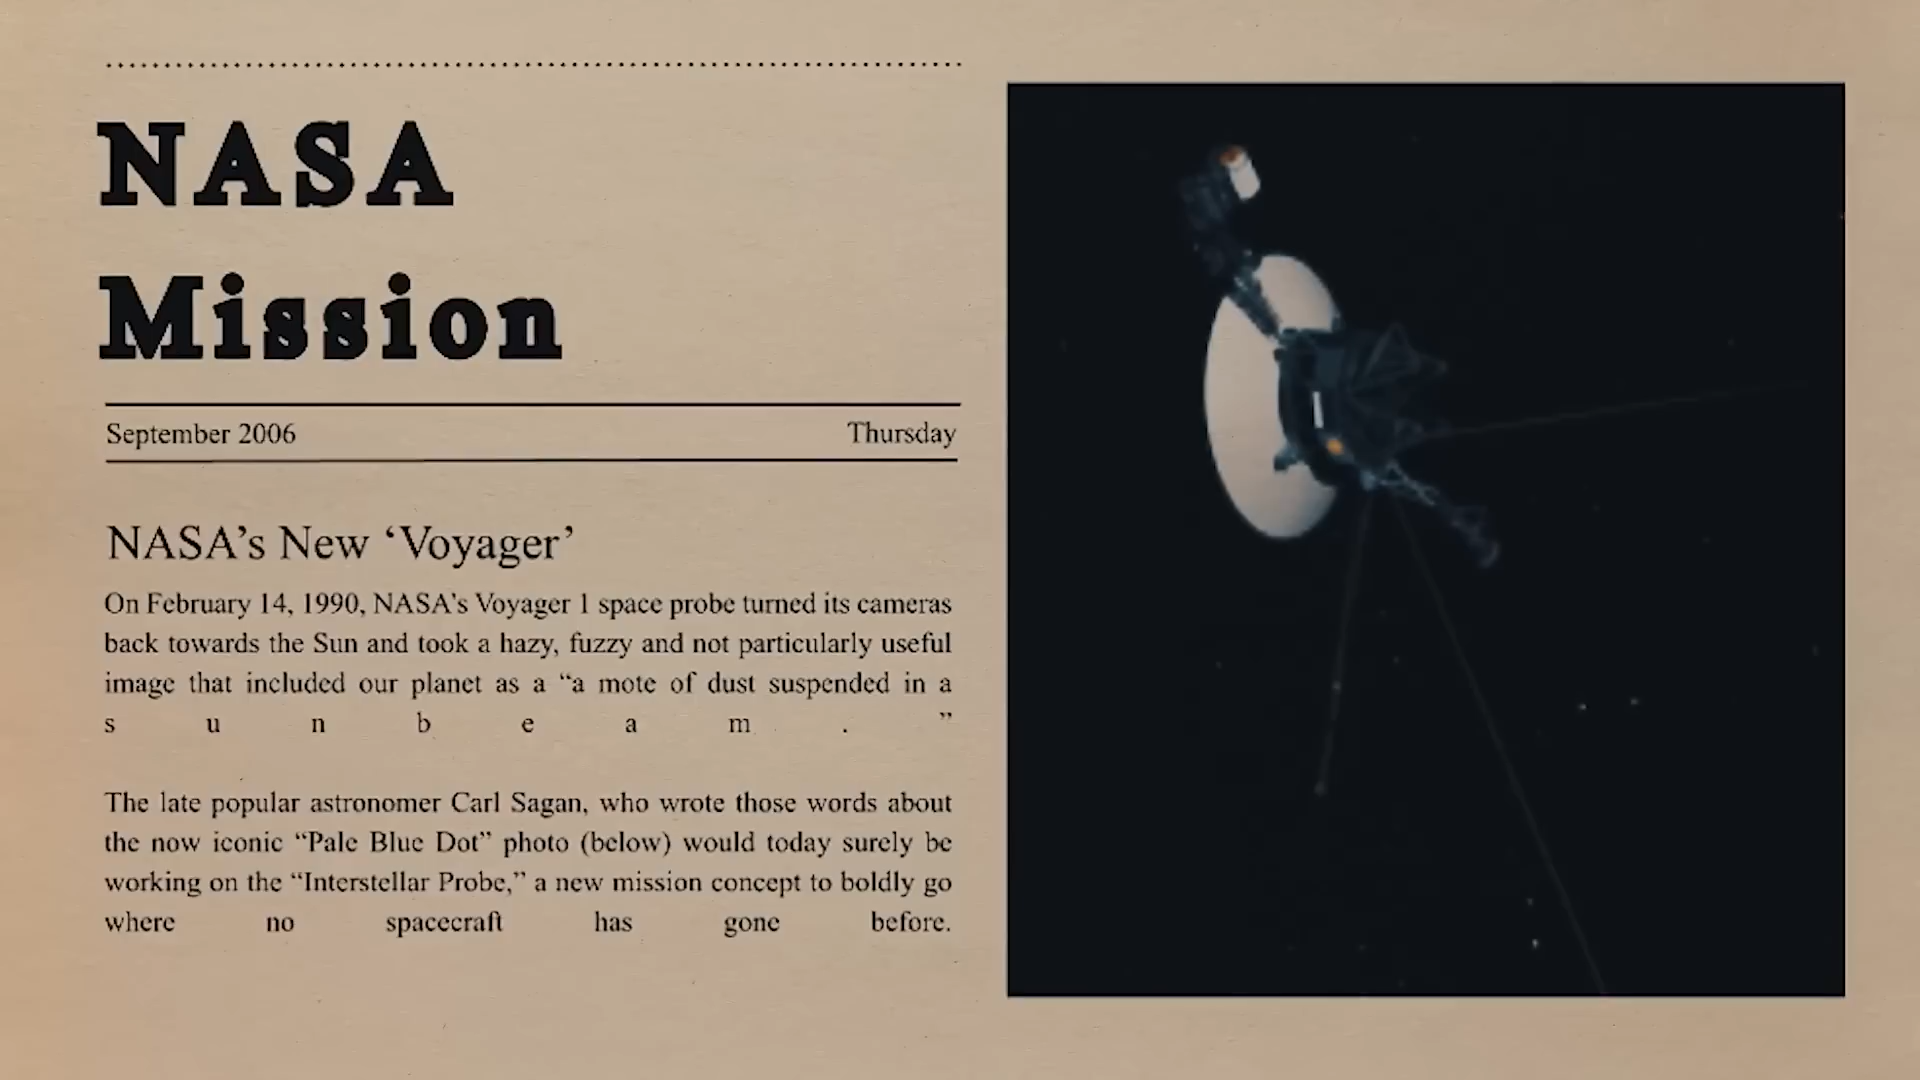 NASA
Mission
September 2006 Thursday
NASA’s New ‘Voyager’
On February 14, 1990, NASA’s Voyager 1 space probe turned its cameras
back towards the Sun and took a hazy, fuzzy and not particularly useful
image that included our planet as a “a mote of dust suspended in a
s u n b e a m . ”
The late popular astronomer Carl Sagan, who wrote those words about
the now iconic “Pale Blue Dot” photo (below) would today surely be
working on the “Interstellar Probe,” a new mission concept to boldly go
where no spacecraft has gone before.